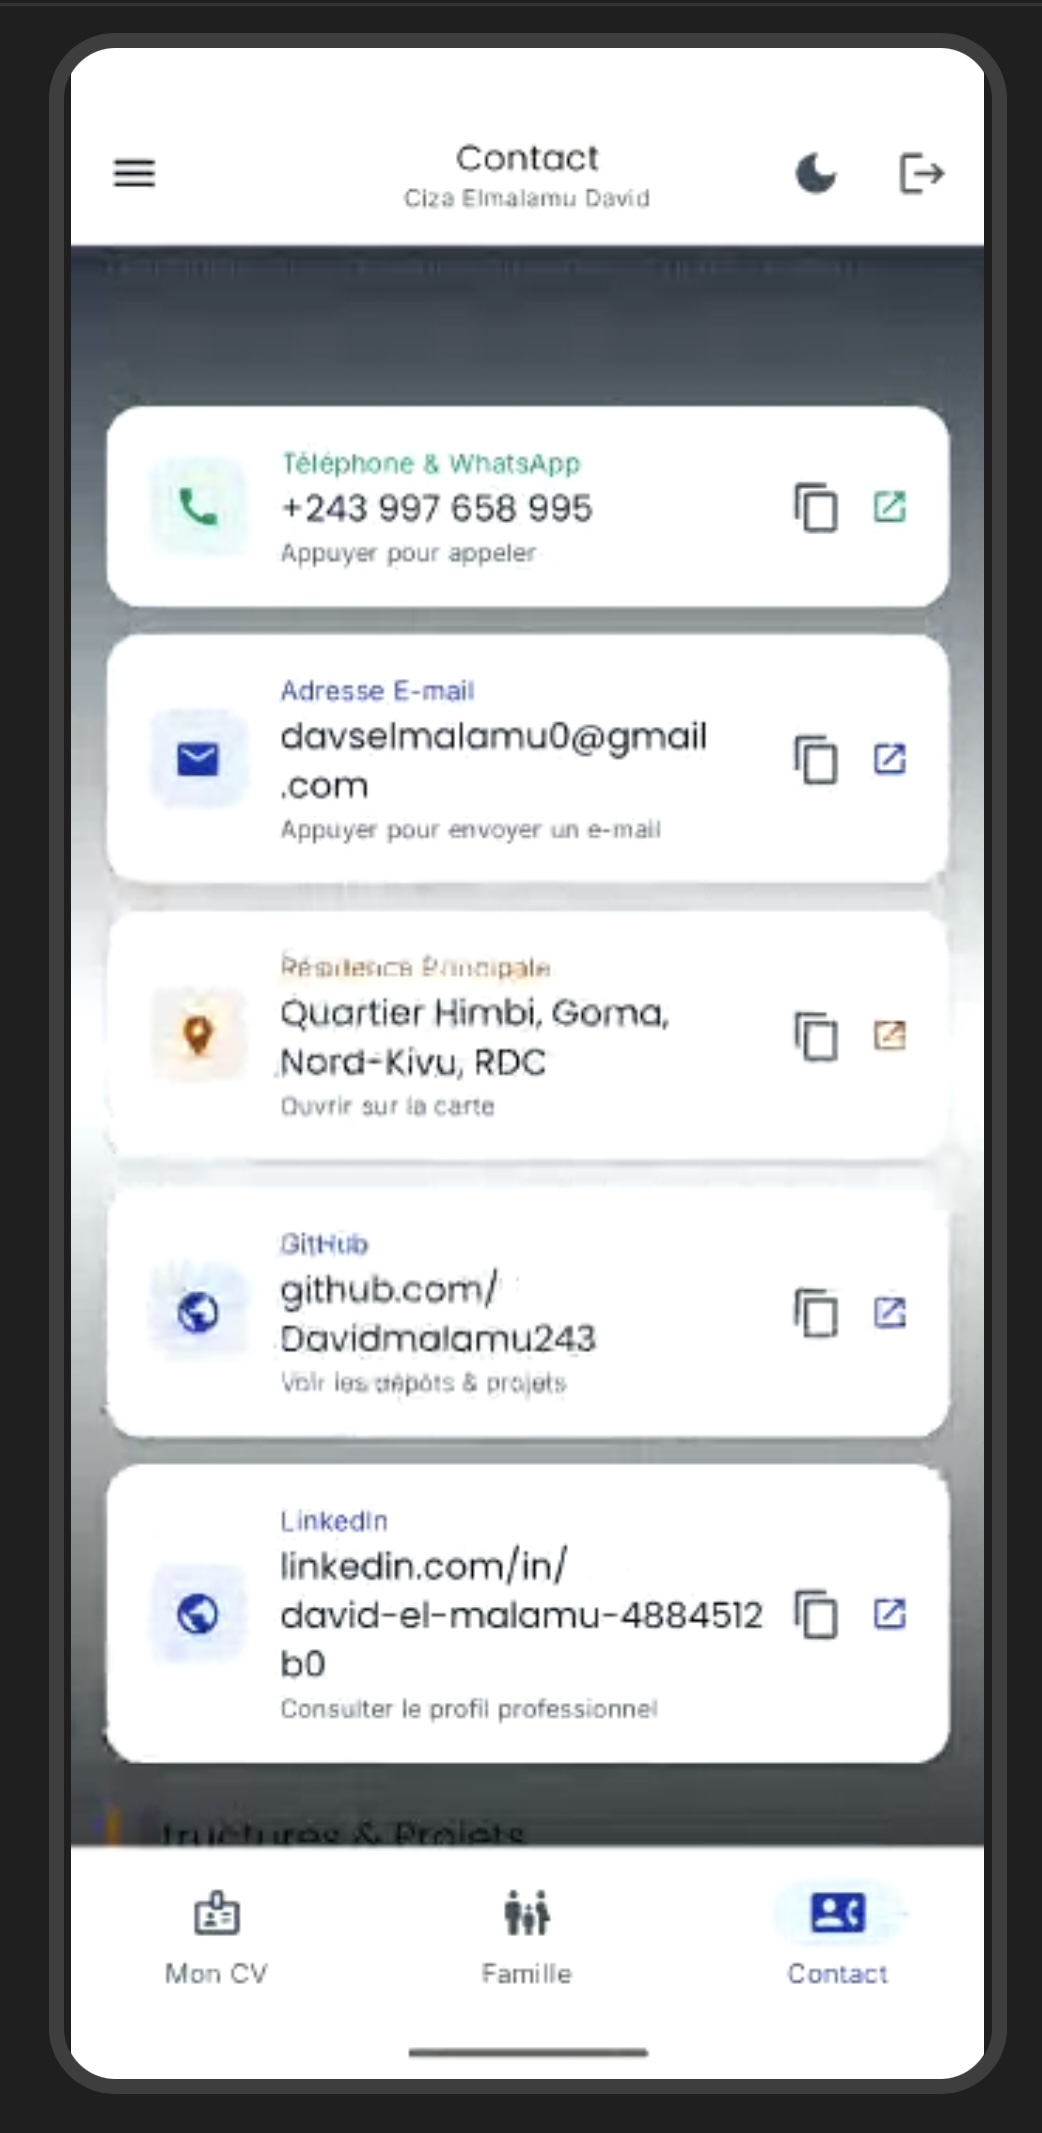 Contact
Ciza Elmalamu David
Téléphone & WhatsApp
+243 997 658 995
Appuyer pour appeler
Adresse E-mail
davselmalamu0@gmail
.com
Appuyer pour envoyer un e-mail
Résidence Principale
Quartier Himbi, Goma,
Nord-Kivu, RDC
Ouvrir sur la carte
GitHub
github.com/
Davidmalamu243
Voir les dépôts & projets
LinkedIn
linkedin.com/in/
david-el-malamu-4884512
b0
Consulter le profil professionnel
tructures & Projets
Mon CV
Famille
Contact